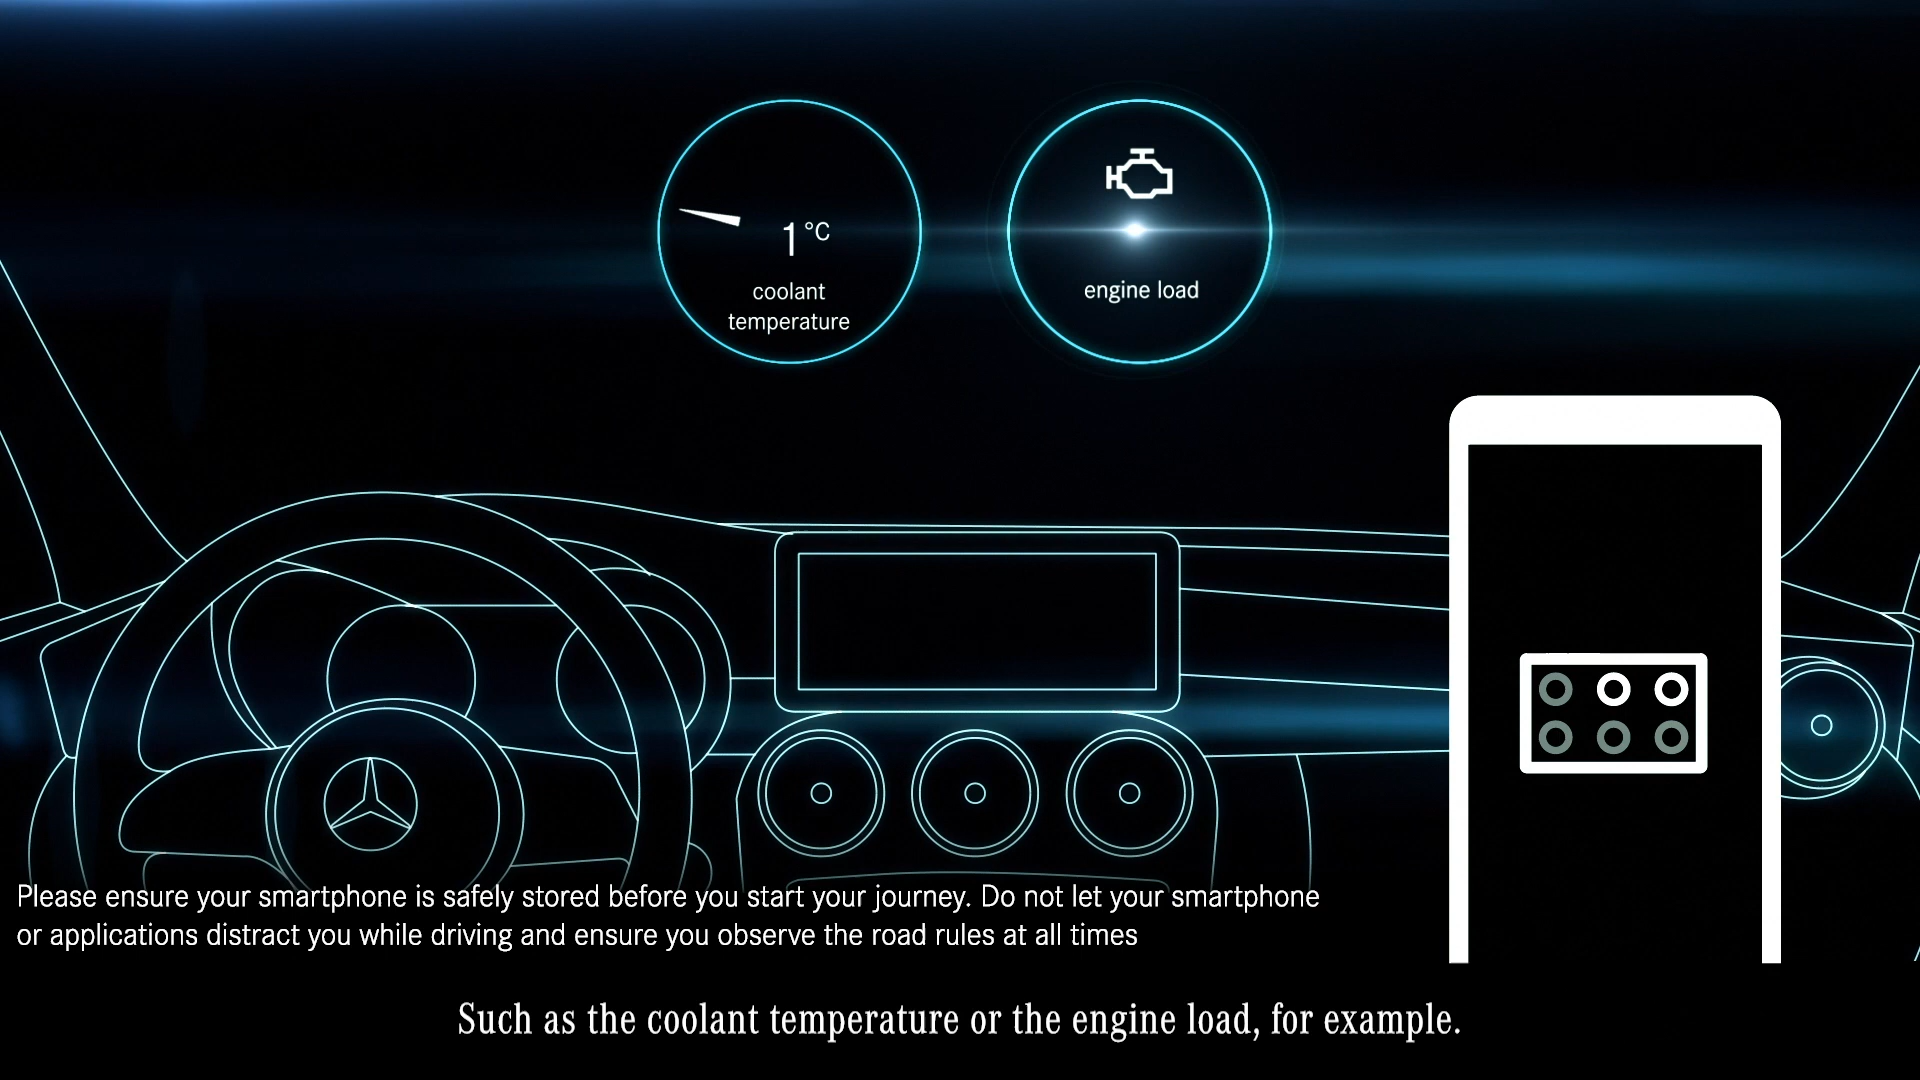 1 °C
coolant
temperature
engine load
Please ensure your smartphone is safely stored before you start your journey. Do not let your smartphone
or applications distract you while driving and ensure you observe the road rules at all times
Such as the coolant temperature or the engine load, for example.